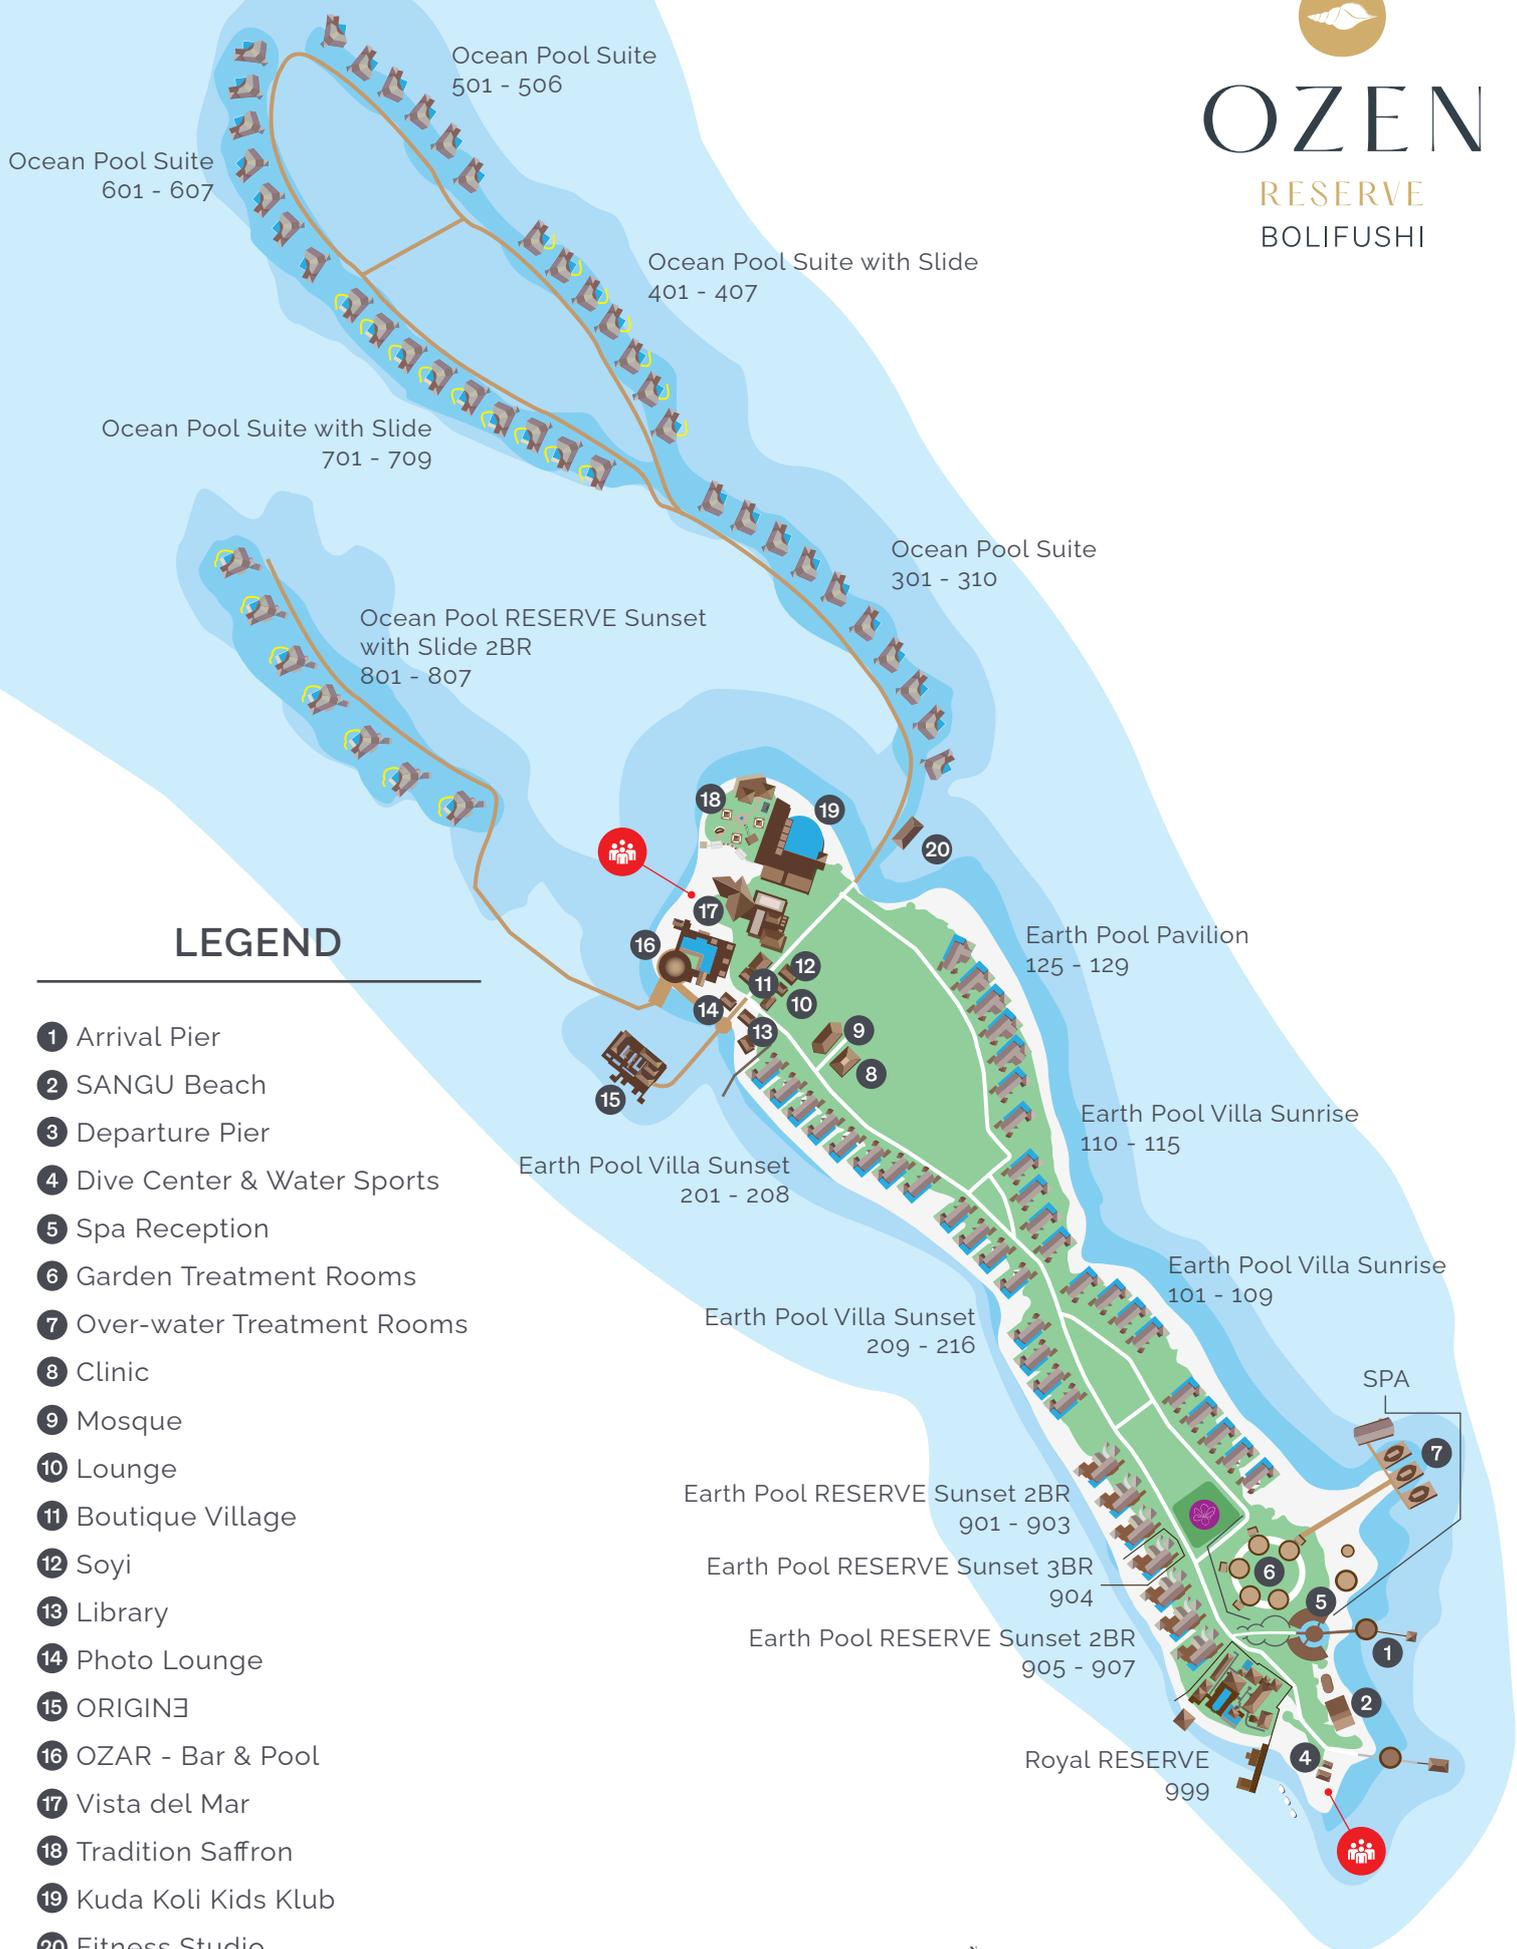 OZEN
RESERVE
BOLIFUSHI
Ocean Pool Suite
501 - 506
Ocean Pool Suite
601 - 607
Ocean Pool Suite with Slide
401 - 407
Ocean Pool Suite with Slide
701 - 709
Ocean Pool Suite
301 - 310
Ocean Pool RESERVE Sunset
with Slide 2BR
801 - 807
18
19
20
17
16
12
11
10
14
13
9
8
15
Earth Pool Pavilion
125 - 129
Earth Pool Villa Sunrise
110 - 115
Earth Pool Villa Sunset
201 - 208
Earth Pool Villa Sunrise
101 - 109
Earth Pool Villa Sunset
209 - 216
SPA
7
Earth Pool RESERVE Sunset 2BR
901 - 903
Earth Pool RESERVE Sunset 3BR
904
6
5
Earth Pool RESERVE Sunset 2BR
905 - 907
1
2
4
Royal RESERVE
999
LEGEND
1 Arrival Pier
2 SANGU Beach
3 Departure Pier
4 Dive Center & Water Sports
5 Spa Reception
6 Garden Treatment Rooms
7 Over-water Treatment Rooms
8 Clinic
9 Mosque
10 Lounge
11 Boutique Village
12 Soyi
13 Library
14 Photo Lounge
15 ORIGINƎ
16 OZAR - Bar & Pool
17 Vista del Mar
18 Tradition Saffron
19 Kuda Koli Kids Klub
20 Fitness Studio